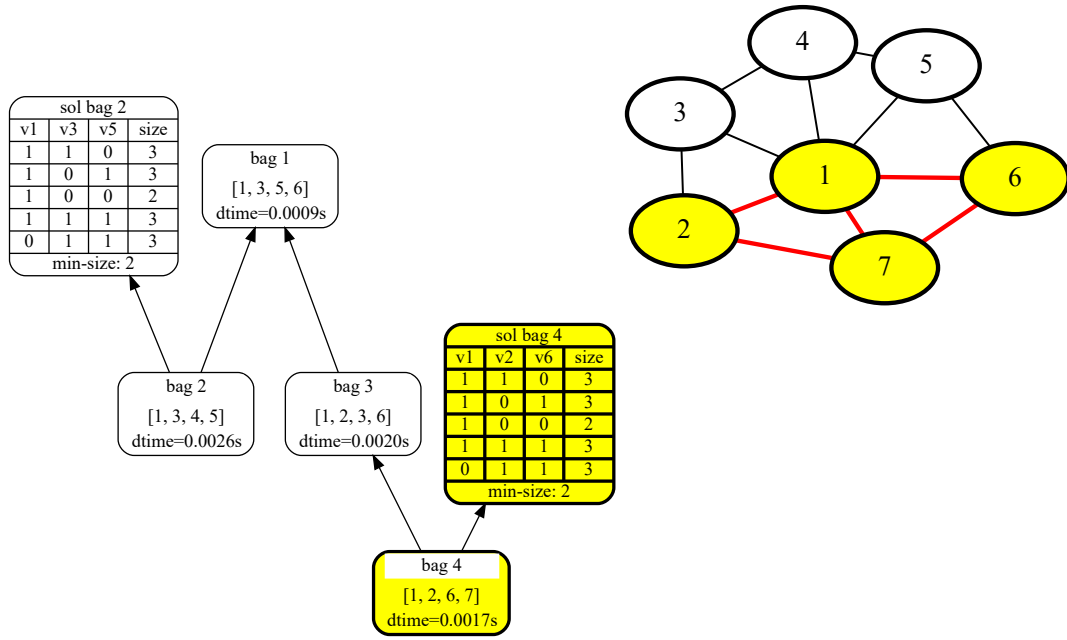 sol bag 2
v1 v3 v5 size
1 1 0 3
1 0 1 3
1 0 0 2
1 1 1 3
0 1 1 3
min-size: 2
bag 1
[1, 3, 5, 6]
dtime=0.0009s
bag 2
[1, 3, 4, 5]
dtime=0.0026s
bag 3
[1, 2, 3, 6]
dtime=0.0020s
sol bag 4
v1 v2 v6 size
1 1 0 3
1 0 1 3
1 0 0 2
1 1 1 3
0 1 1 3
min-size: 2
bag 4
[1, 2, 6, 7]
dtime=0.0017s
4
5
3
1
6
2
7